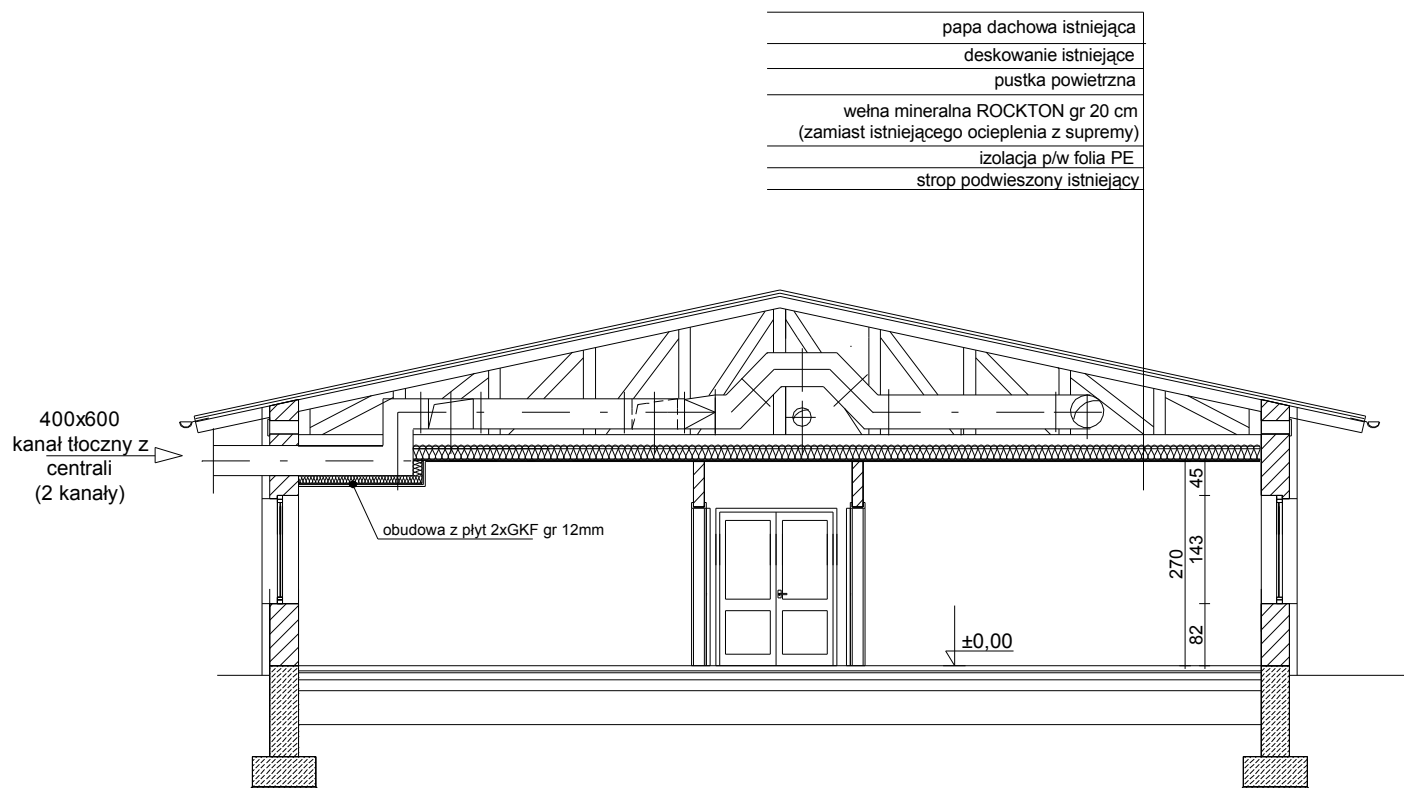 papa dachowa istniejąca
deskowanie istniejące
pustka powietrzna
wełna mineralna ROCKTON gr 20 cm
(zamiast istniejącego ocieplenia z supremy)
izolacja p/w folia PE
strop podwieszony istniejący
400x600
kanał tłoczny z
centrali
(2 kanały)
obudowa z płyt 2xGKF gr 12mm
45
143
270
82
±0,00